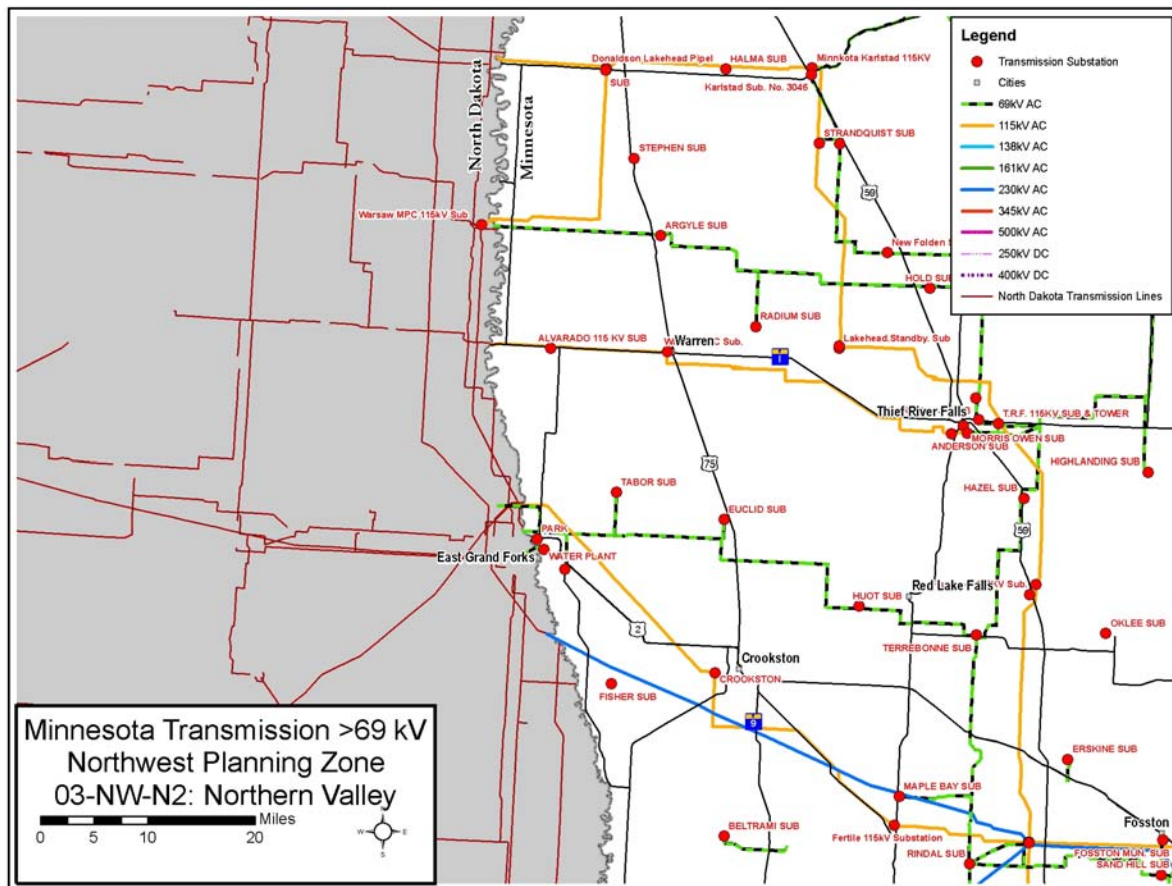 Legend
Transmission Substation
Cities
69kV AC
115kV AC
138kV AC
161kV AC
230kV AC
345kV AC
500kV AC
250kV DC
400kV DC
North Dakota Transmission Lines
North Dakota
Minnesota
Donaldson Lakehead Pipel
SUB
HALMA SUB
Minnkota Karlstad 115KV
Karlstad Sub. No. 3046
STRANDQUIST SUB
STEPHEN SUB
59
Warsaw MPC 115kV Sub
ARGYLE SUB
New Folden
HOLD SUB
RADIUM SUB
ALVARADO 115 KV SUB
Warren
Sub.
1
Lakehead.Standby. Sub
Thief River Falls
T.R.F. 115KV SUB & TOWER
MORRIS OWEN SUB
ANDERSON SUB
75
HIGHLANDING SUB
TABOR SUB
HAZEL SUB
EUCLID SUB
59
PARK
East Grand Forks
WATER PLANT
Red Lake Falls
KV Sub.
HUOT SUB
2
OKLEE SUB
TERREBONNE SUB
Crookston
CROOKSTON
FISHER SUB
9
ERSKINE SUB
MAPLE BAY SUB
Fosston
BELTRAMI SUB
Fertile 115kV Substation
RINDAL SUB
FOSSTON MUN. SUB
SAND HILL SUB
Minnesota Transmission >69 kV
Northwest Planning Zone
03-NW-N2: Northern Valley
Miles
0 5 10 20
N
W E
S